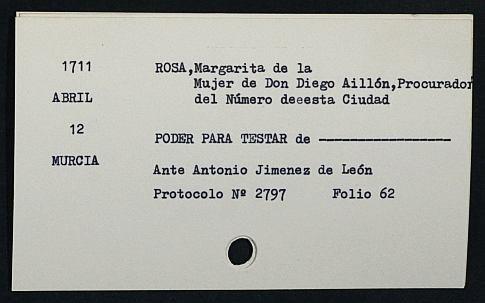 1711
ROSA,Margarita de la
Mujer de Don Diego Aillón,Procurador
ABRIL
del Número deeesta Ciudad
12
PODER PARA TESTAR de ------------------
MURCIA
Ante Antonio Jimenez de León
Protocolo Nº 2797 Folio 62